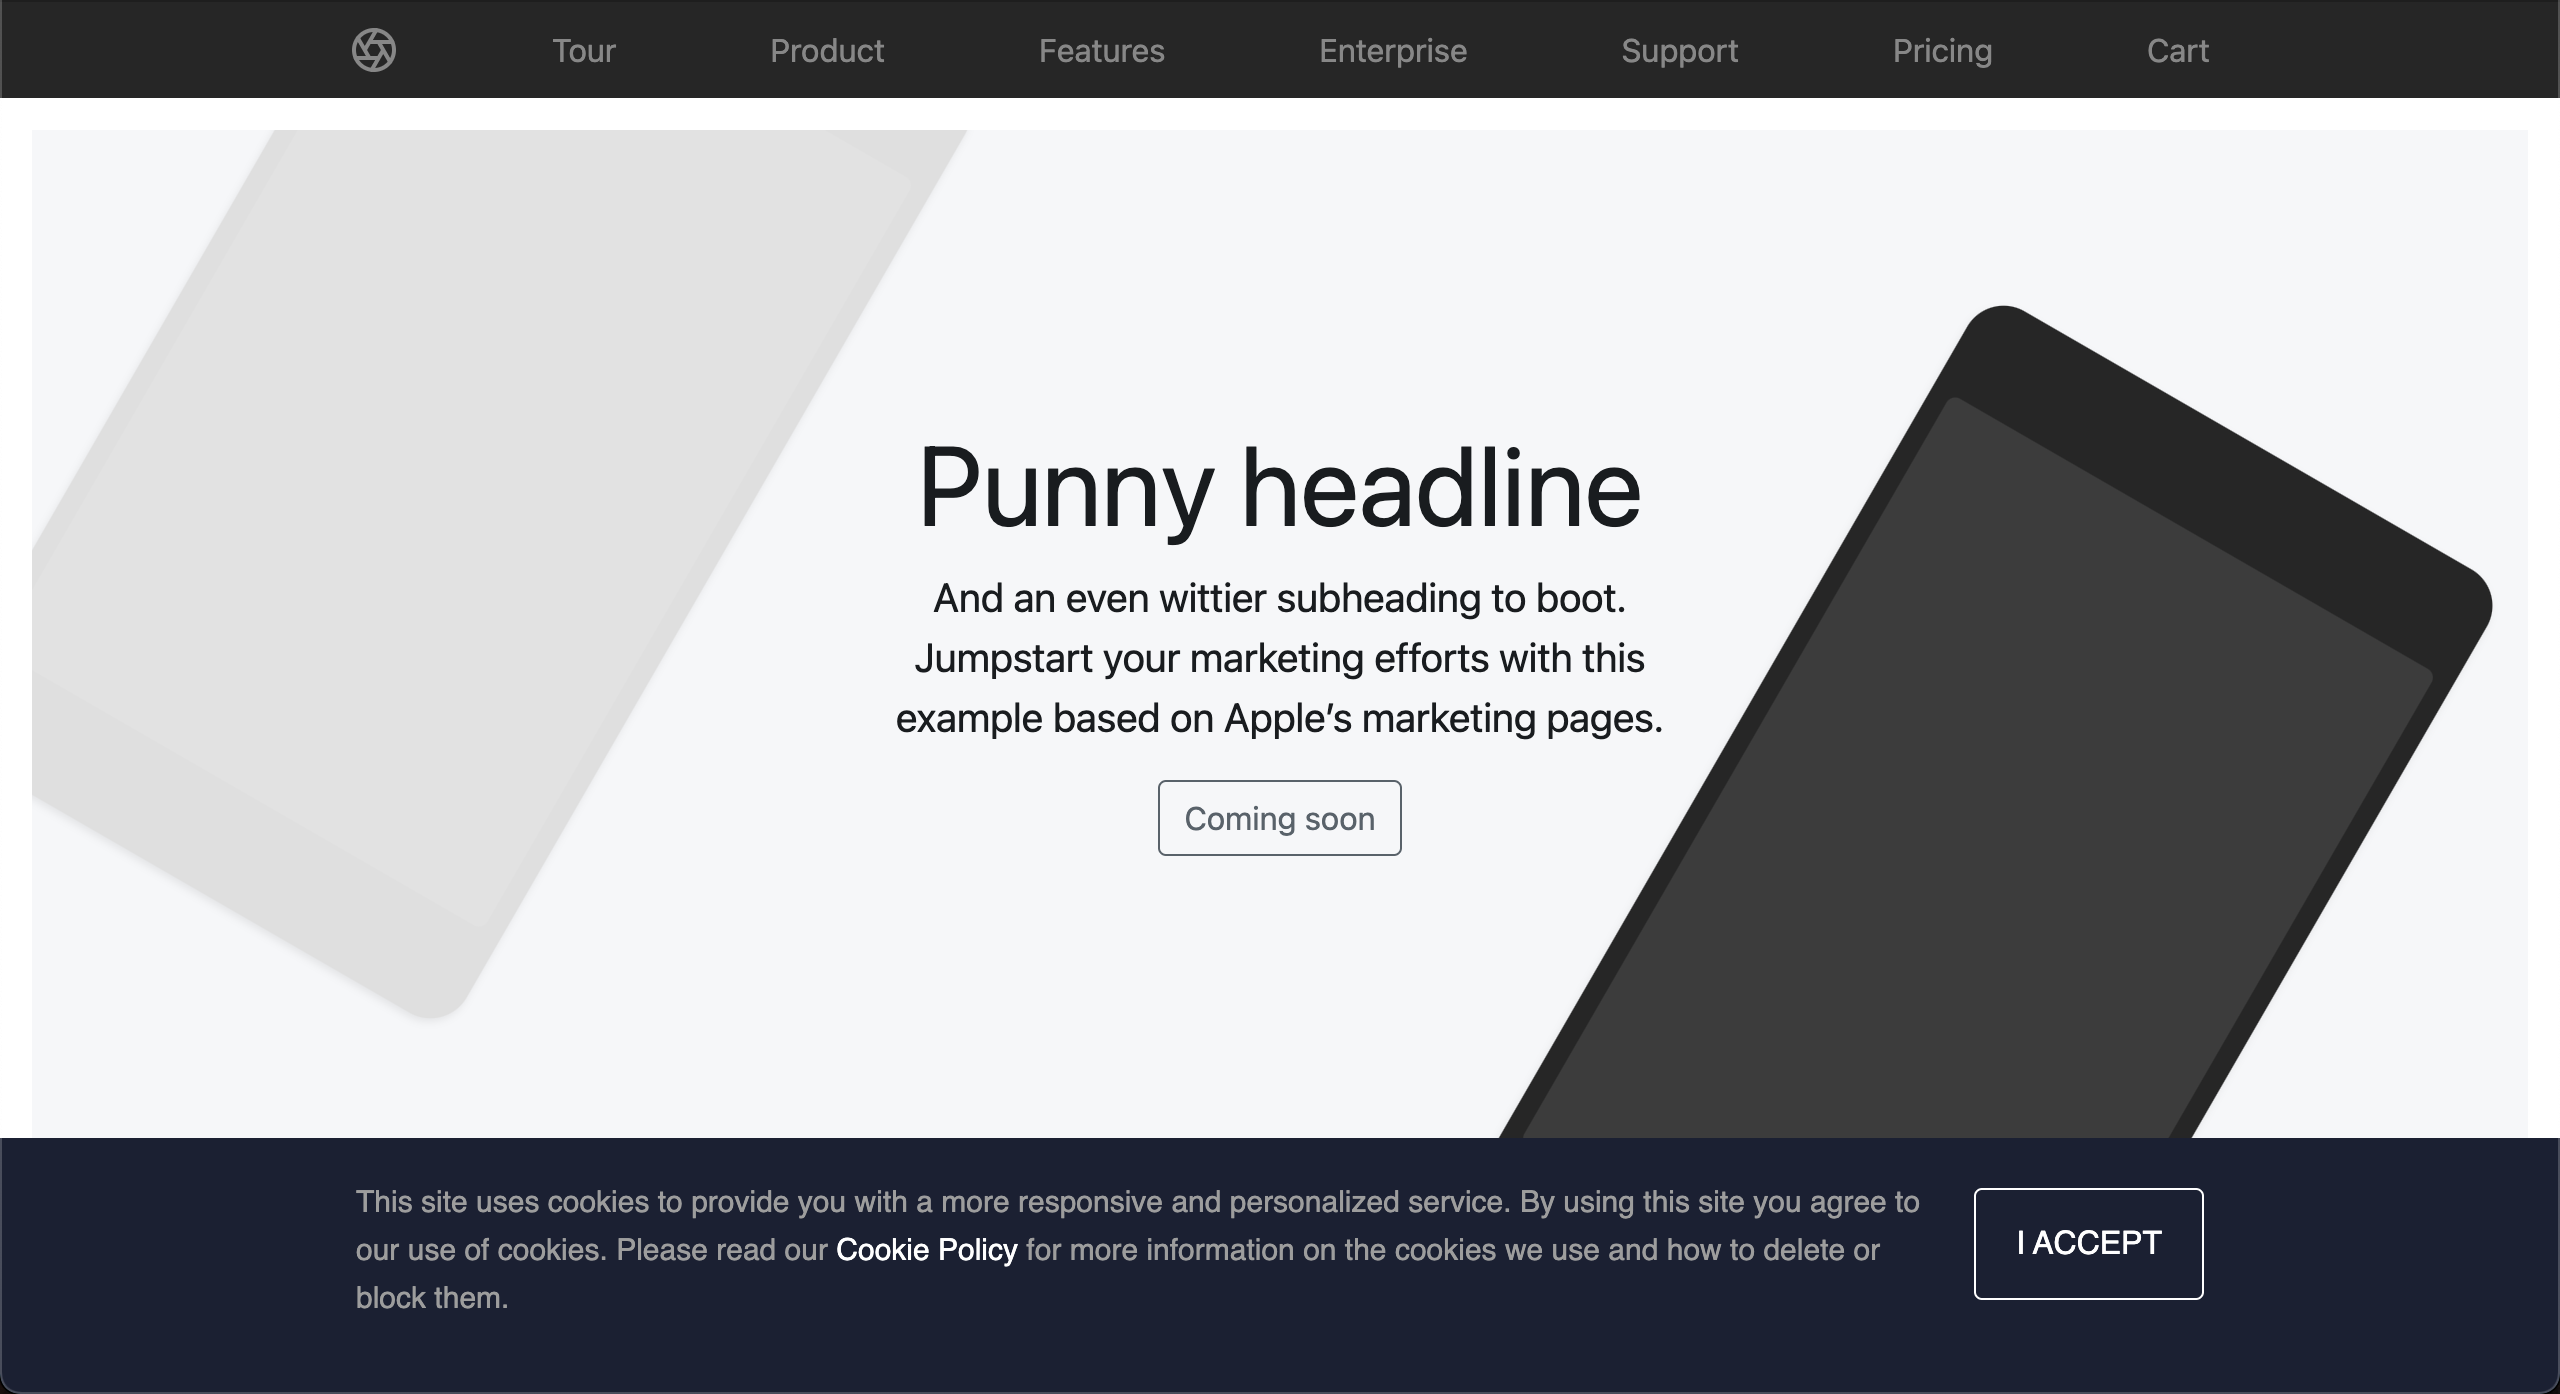 Tour Product Features Enterprise Support Pricing Cart
Punny headline
And an even wittier subheading to boot.
Jumpstart your marketing efforts with this
example based on Apple’s marketing pages.
Coming soon
This site uses cookies to provide you with a more responsive and personalized service. By using this site you agree to
our use of cookies. Please read our Cookie Policy for more information on the cookies we use and how to delete or
block them.
I ACCEPT